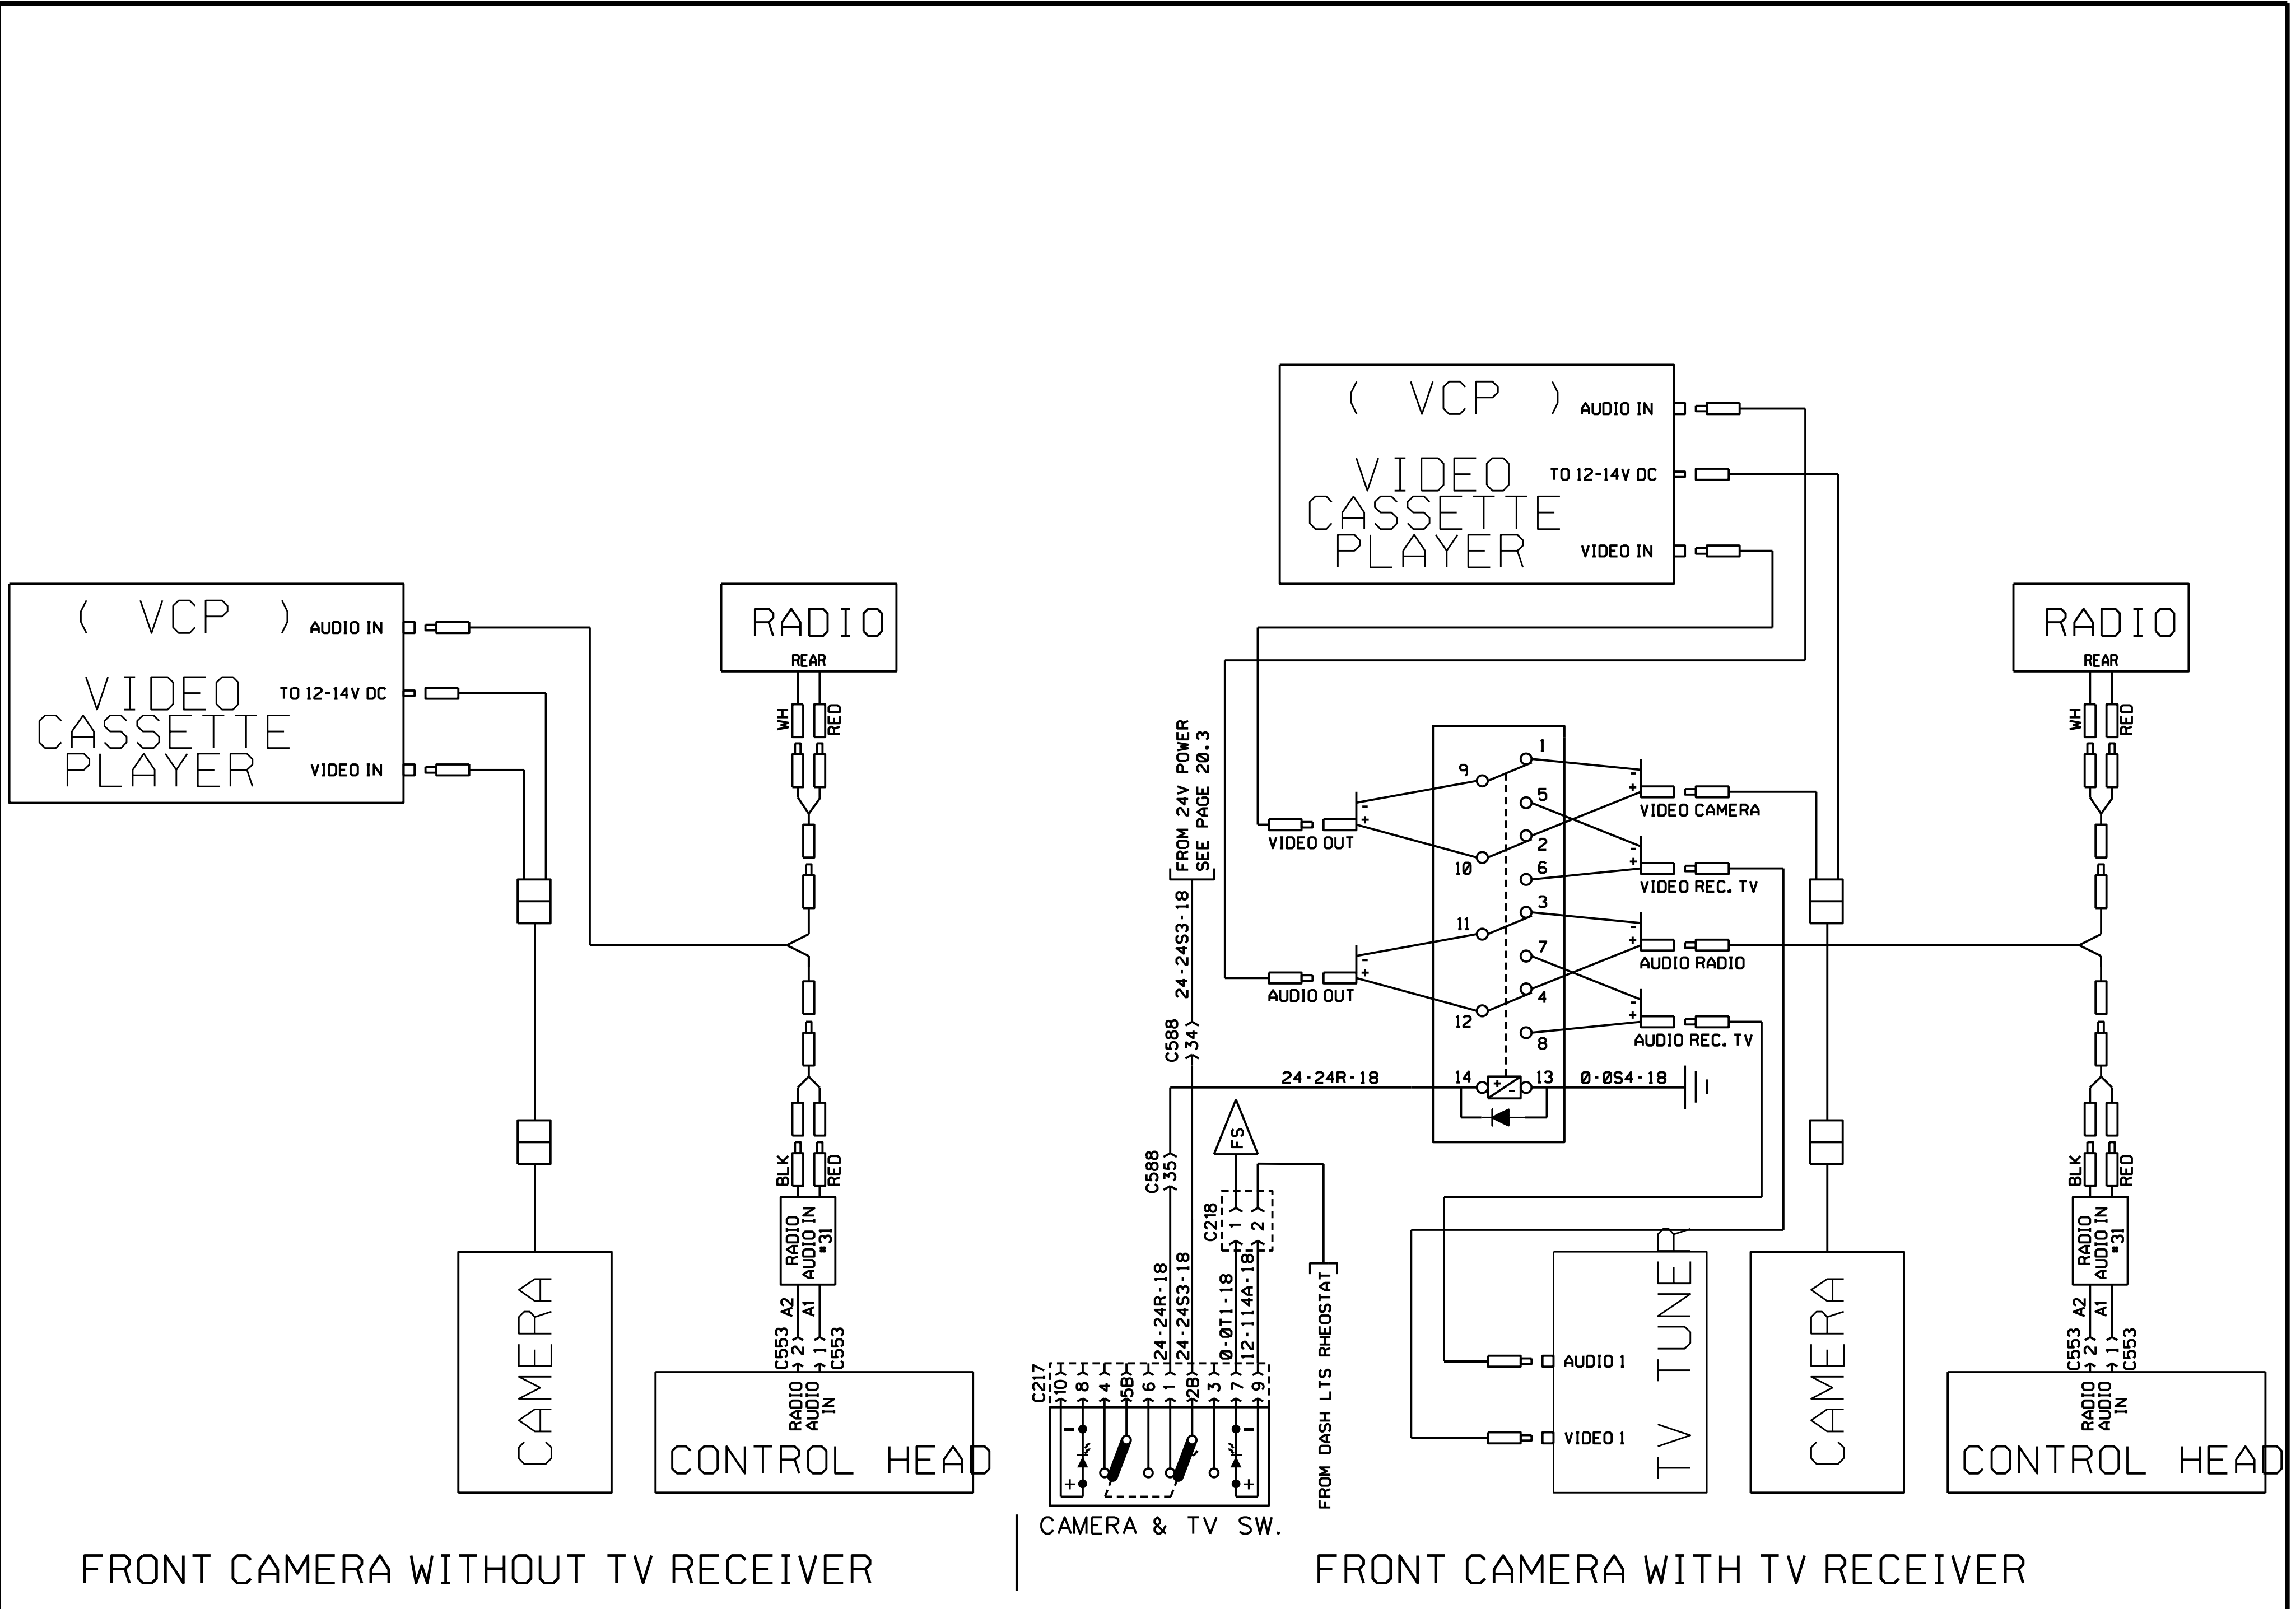 ( VCP )
AUDIO IN
VIDEO
CASSETTE
PLAYER
TO 12-14V DC
VIDEO IN
RADIO
REAR
WH
RED
BLK
RED
RADIO
AUDIO IN
#31
A2
A1
C553
2
1
C553
RADIO
AUDIO
IN
CONTROL HEAD
CAMERA
FRONT CAMERA WITHOUT TV RECEIVER
( VCP )
AUDIO IN
VIDEO
CASSETTE
PLAYER
TO 12-14V DC
VIDEO IN
FROM 24V POWER
SEE PAGE 20.3
24-24S3-18
C588
34
VIDEO OUT
-
+
AUDIO OUT
-
+
9
10
11
12
14
1
5
2
6
3
7
4
8
13
+
-
-
+
VIDEO CAMERA
-
+
VIDEO REC. TV
-
+
AUDIO RADIO
-
+
AUDIO REC. TV
24-24R-18
0-0S4-18
C588
35
FS
C218
1
2
24-24R-18
24-24S3-18
0-0T1-18
12-114A-18
FROM DASH LTS RHEOSTAT
C217
10
8
4
5B
6
1
2B
3
7
9
-
+
-
+
CAMERA & TV SW.
AUDIO 1
VIDEO 1
TV TUNER
CAMERA
RADIO
REAR
WH
RED
BLK
RED
RADIO
AUDIO IN
#31
A2
A1
C553
2
1
C553
RADIO
AUDIO
IN
CONTROL HEAD
FRONT CAMERA WITH TV RECEIVER